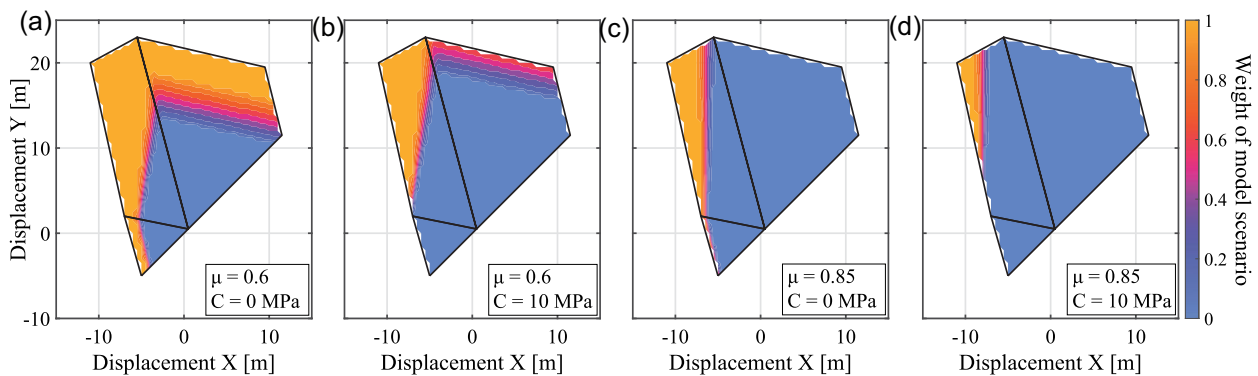 (a)
(b)
(c)
(d)
20
10
0
-10
Displacement Y [m]
μ = 0.6
C = 0 MPa
μ = 0.6
C = 10 MPa
μ = 0.85
C = 0 MPa
μ = 0.85
C = 10 MPa
-10 0 10
-10 0 10
-10 0 10
-10 0 10
Displacement X [m]
Displacement X [m]
Displacement X [m]
Displacement X [m]
1
0.8
0.6
0.4
0.2
0
Weight of model
scenario